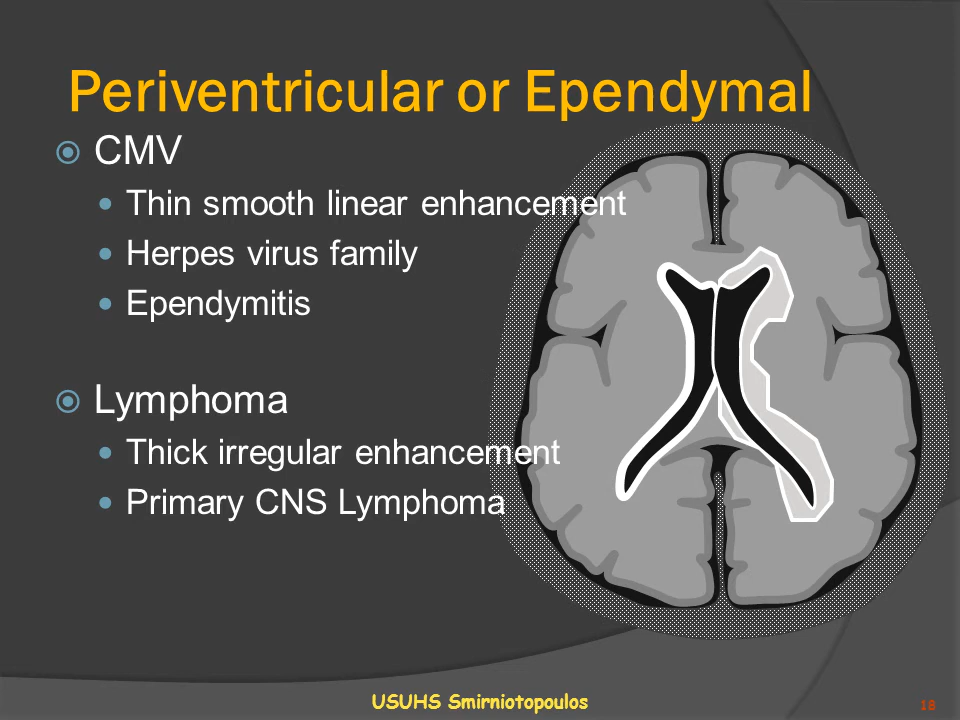 Periventricular or Ependymal
CMV
Thin smooth linear enhancement
Herpes virus family
Ependymitis
Lymphoma
Thick irregular enhancement
Primary CNS Lymphoma
USUHS Smirniotopoulos
18